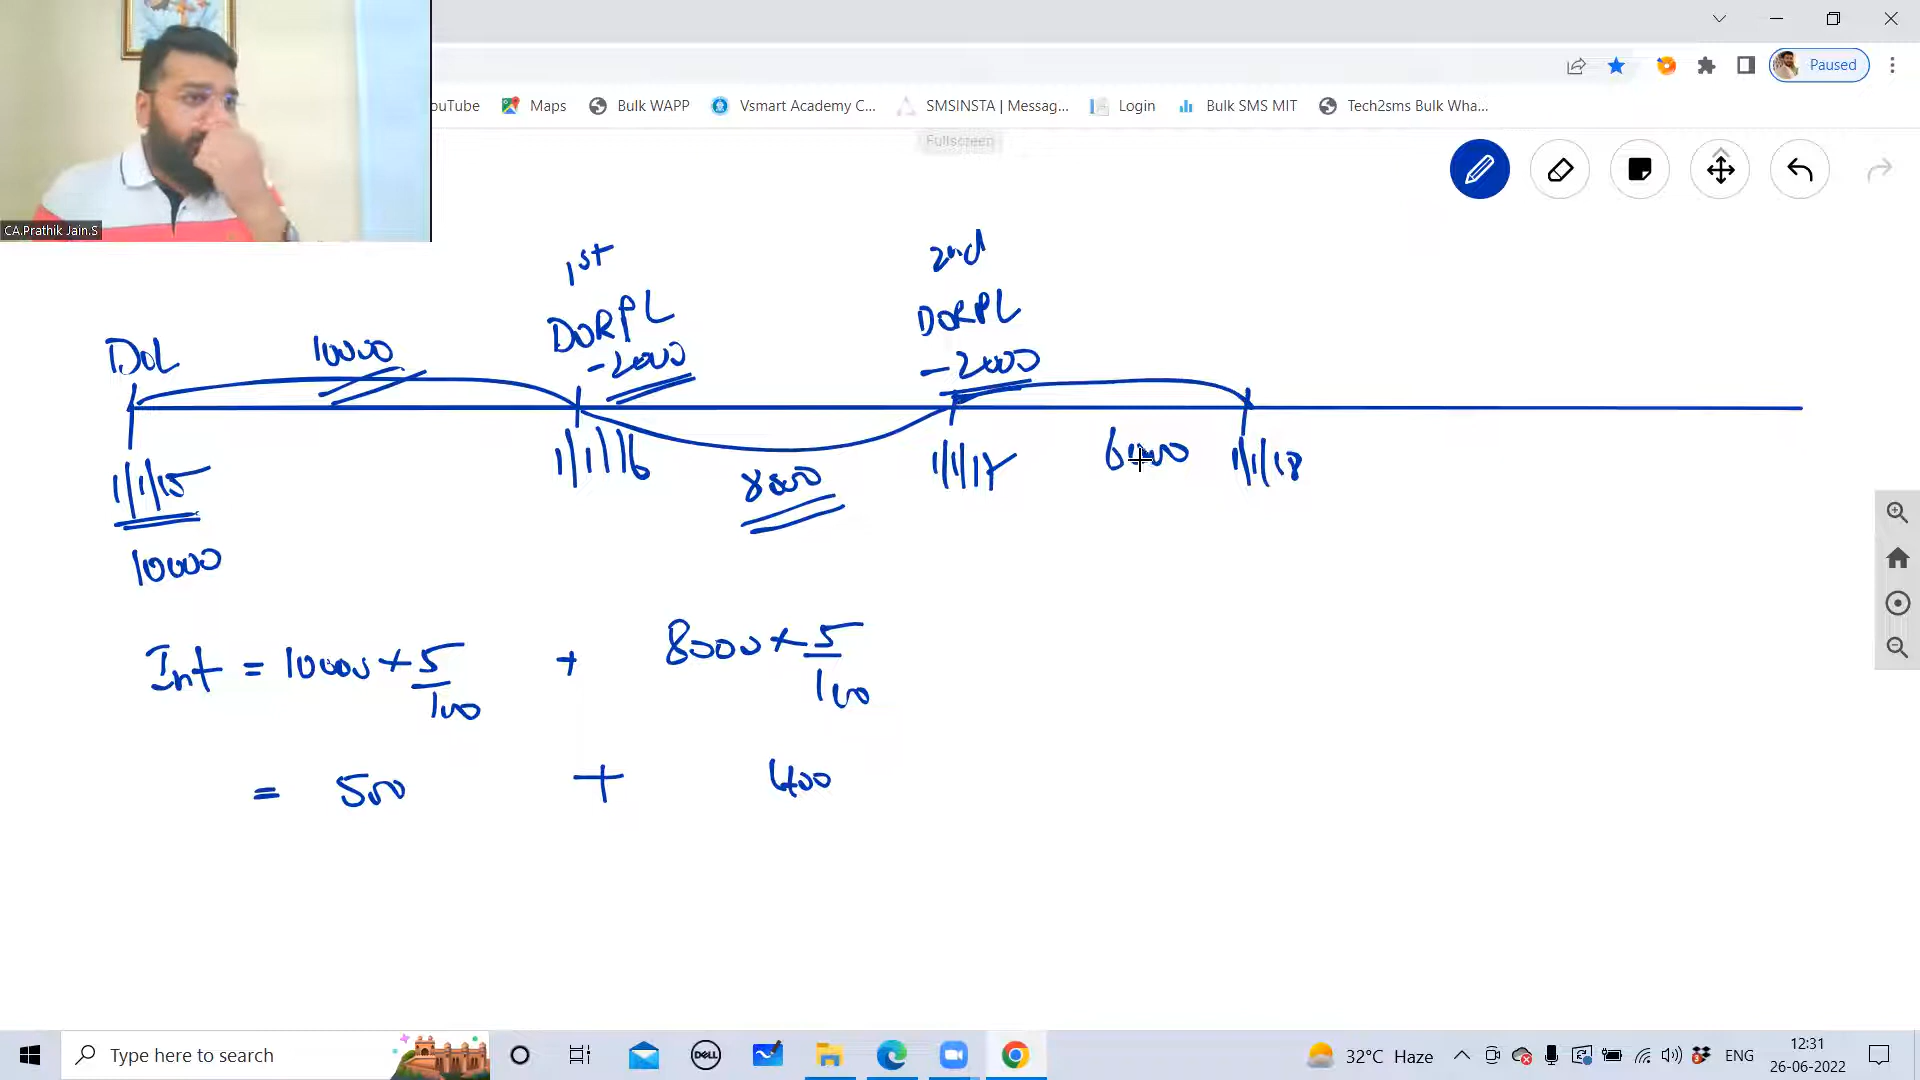 Paused
ouTube Maps Bulk WAPP Vsmart Academy C... SMSINSTA | Messag... Login Bulk SMS MIT Tech2sms Bulk Wha...
Fullscreen
CA.Prathik Jain.S
1st 2nd
DORPL DORPL
DOL 10000 -2000 -2000
1/1/15 1/1/16 1/1/17 6000 1/1/18
8000
10000
Int = 10000 × 5/100 + 8000 × 5/100
= 500 + 400
Type here to search
DELL
32°C Haze ENG 12:31
26-06-2022